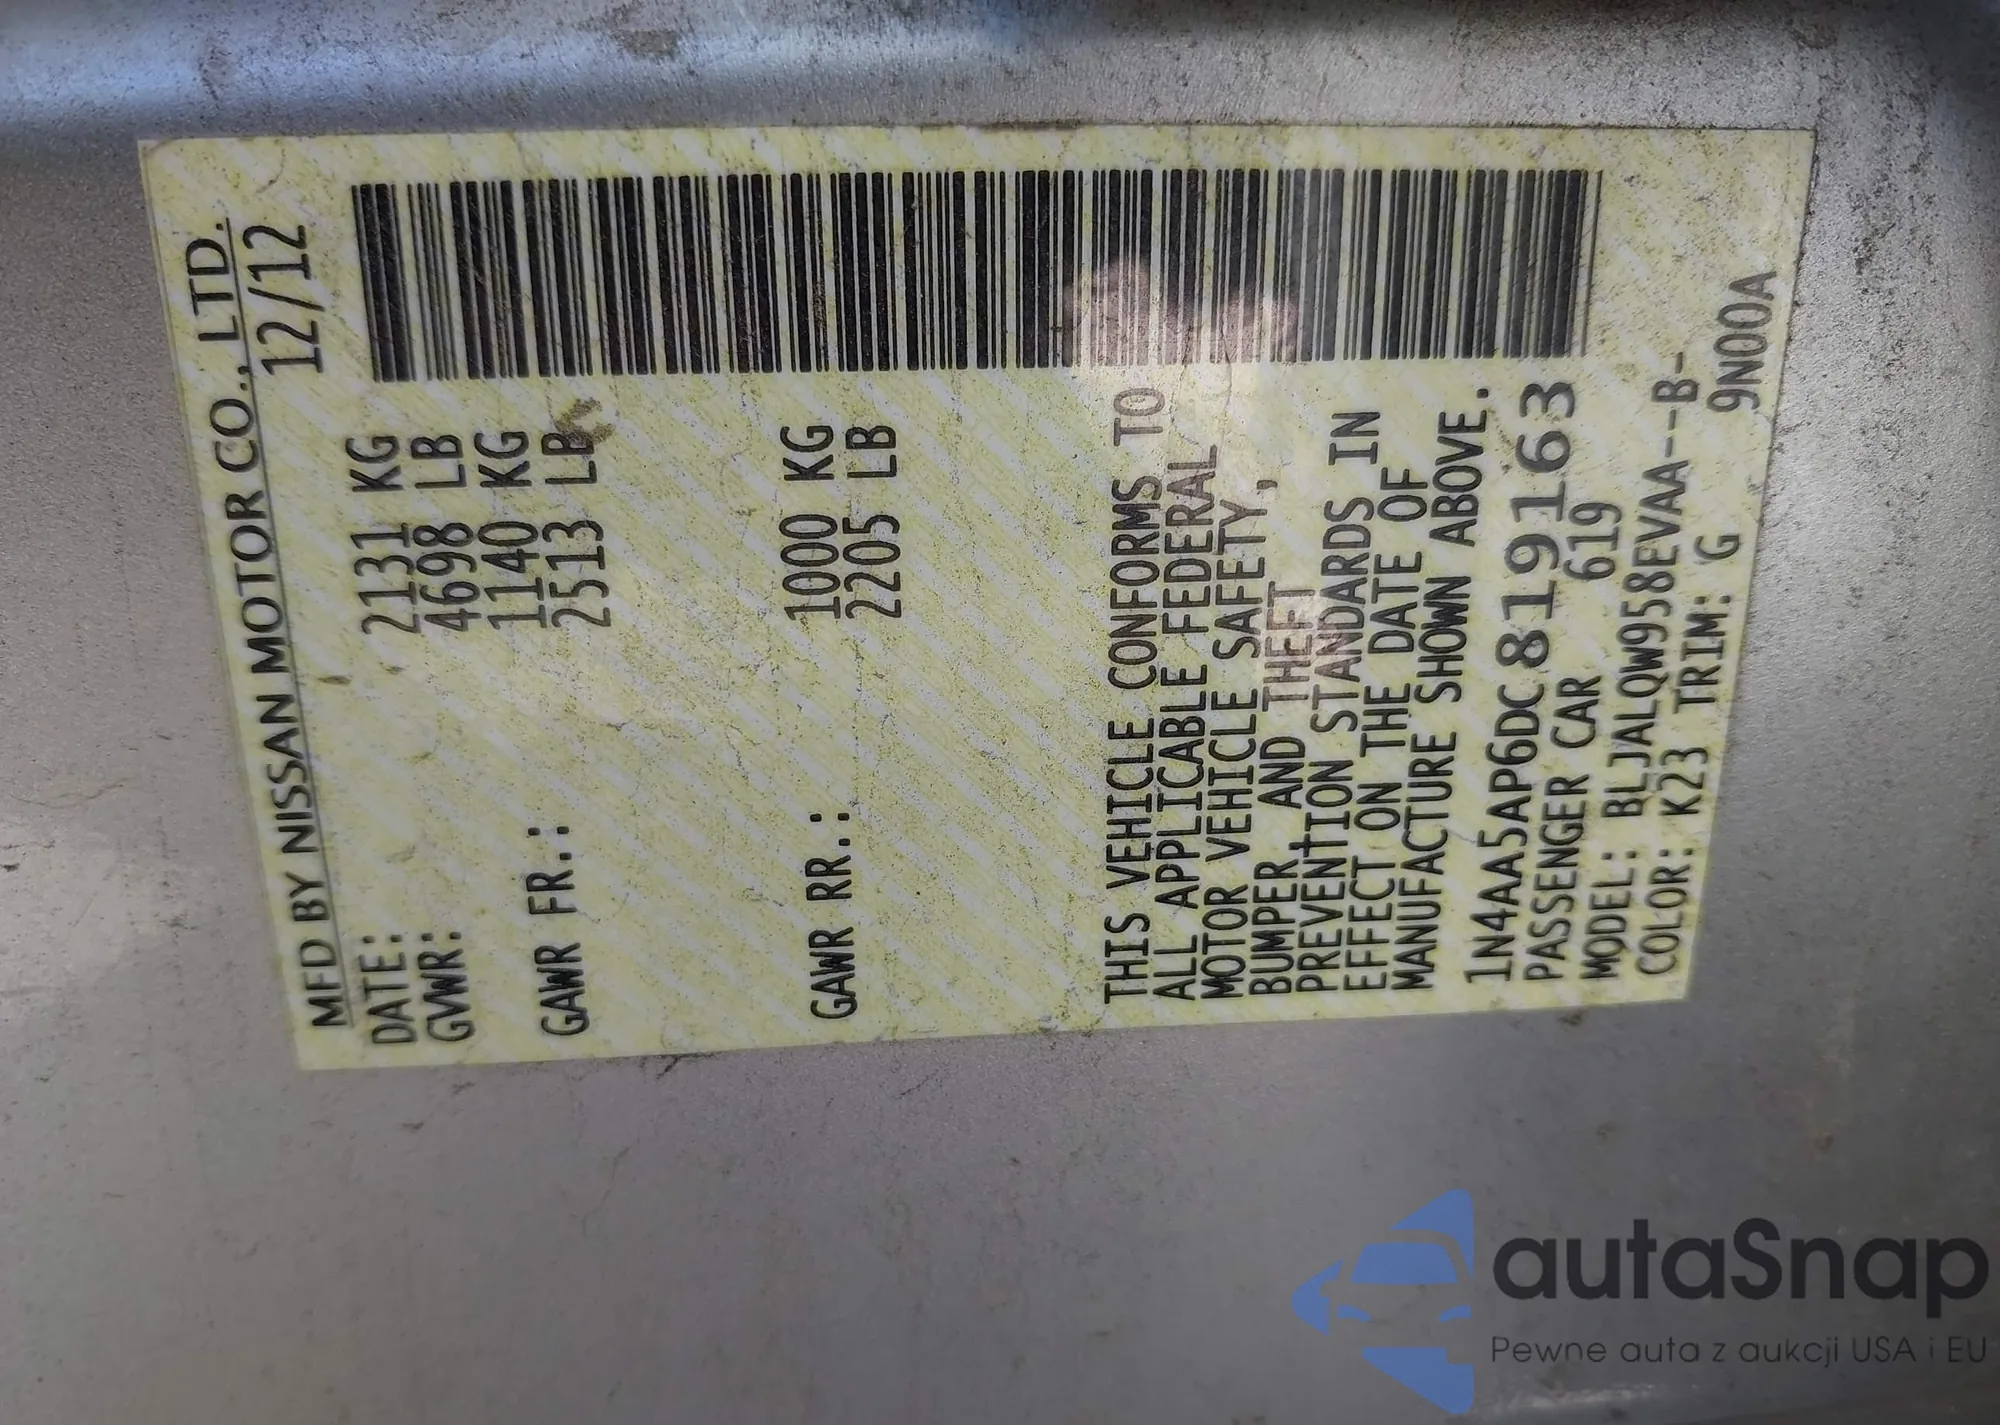 MFD BY NISSAN MOTOR CO., LTD.
DATE: 12/12
GVWR: 2131 KG
4698 LB
GAWR FR.: 1140 KG
2513 LB
GAWR RR.: 1000 KG
2205 LB
THIS VEHICLE CONFORMS TO
ALL APPLICABLE FEDERAL
MOTOR VEHICLE SAFETY,
BUMPER AND THEFT
PREVENTION STANDARDS IN
EFFECT ON THE DATE OF
MANUFACTURE SHOWN ABOVE.
1N4AA5AP6DC819163
PASSENGER CAR 619
MODEL: BLJALQW958EVAA--B-
COLOR: K23 TRIM: G 9N00A
autaSnap
Pewne auta z aukcji USA i EU